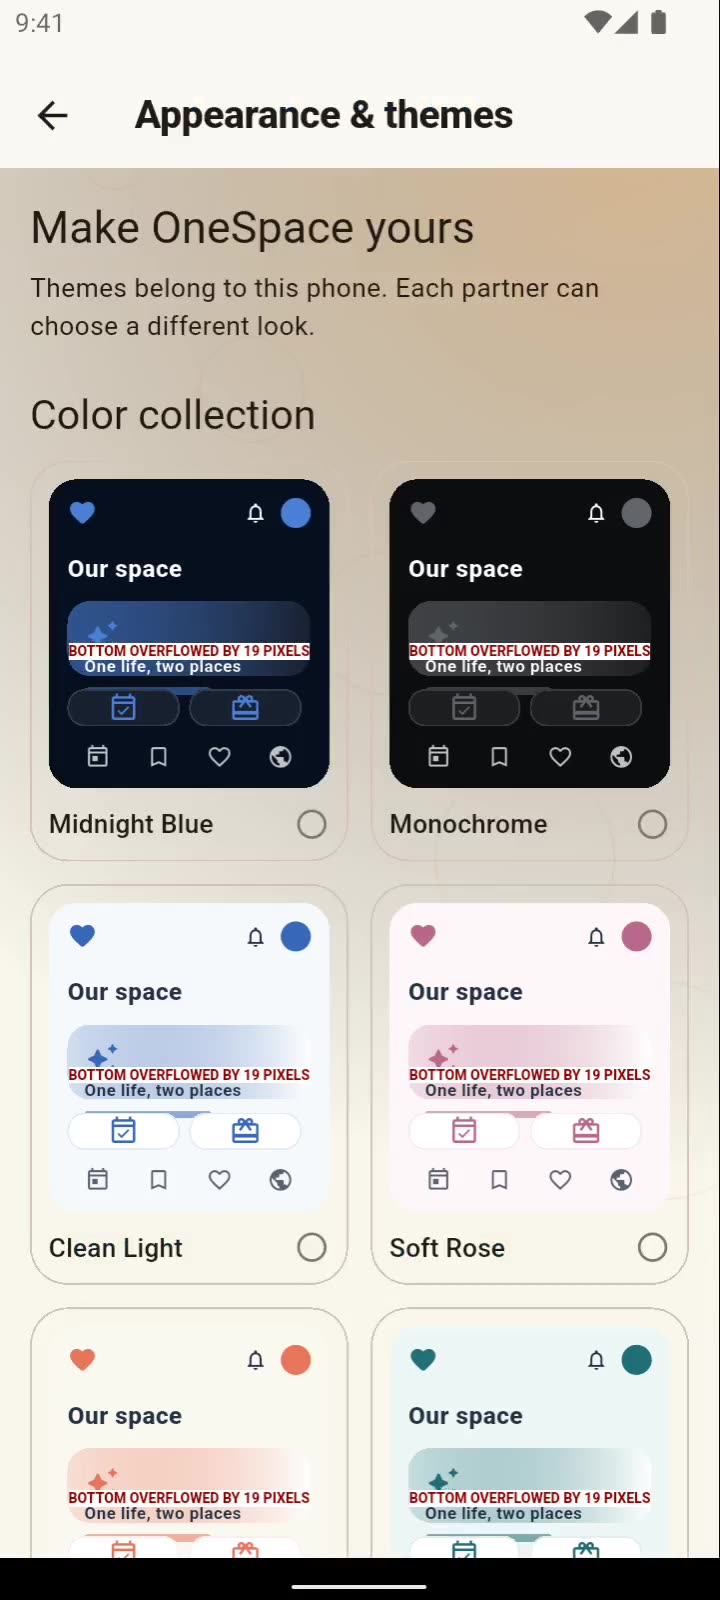 9:41
Appearance & themes
Make OneSpace yours
Themes belong to this phone. Each partner can
choose a different look.
Color collection
Our space
BOTTOM OVERFLOWED BY 19 PIXELS
One life, two places
Midnight Blue
Our space
BOTTOM OVERFLOWED BY 19 PIXELS
One life, two places
Monochrome
Our space
BOTTOM OVERFLOWED BY 19 PIXELS
One life, two places
Clean Light
Our space
BOTTOM OVERFLOWED BY 19 PIXELS
One life, two places
Soft Rose
Our space
BOTTOM OVERFLOWED BY 19 PIXELS
One life, two places
Our space
BOTTOM OVERFLOWED BY 19 PIXELS
One life, two places